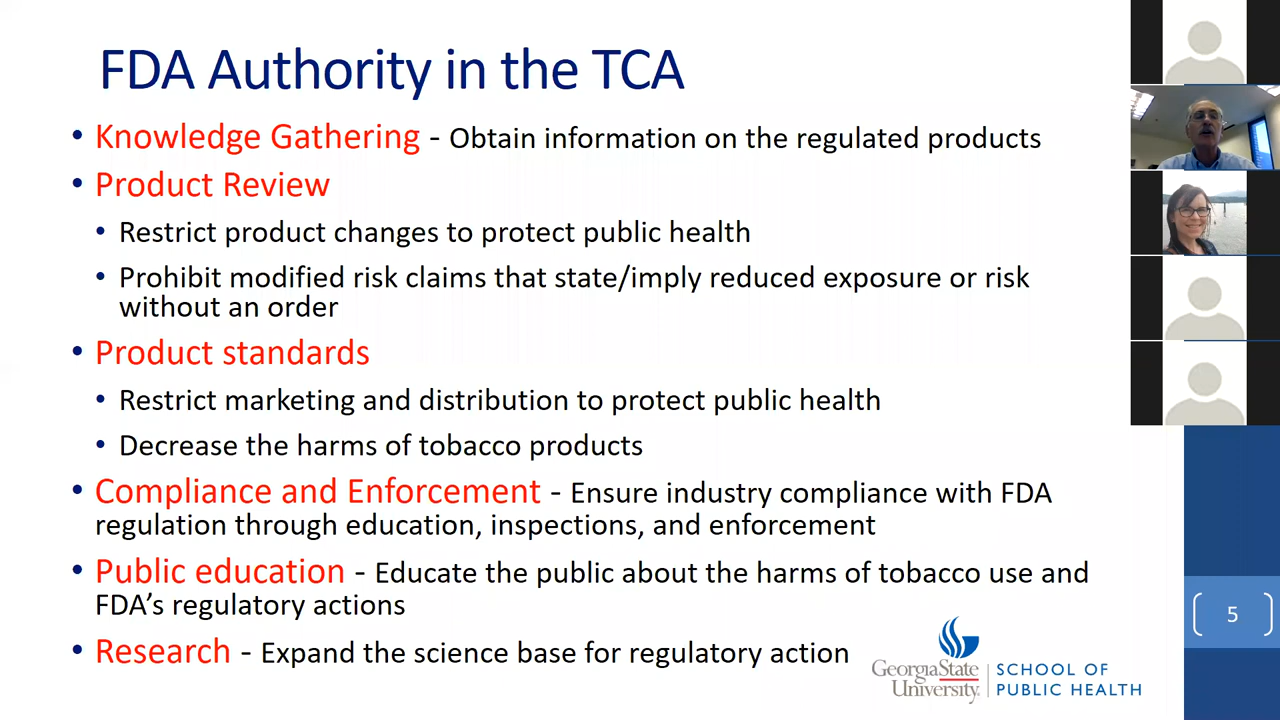 FDA Authority in the TCA
• Knowledge Gathering - Obtain information on the regulated products
• Product Review
• Restrict product changes to protect public health
• Prohibit modified risk claims that state/imply reduced exposure or risk
without an order
• Product standards
• Restrict marketing and distribution to protect public health
• Decrease the harms of tobacco products
• Compliance and Enforcement - Ensure industry compliance with FDA
regulation through education, inspections, and enforcement
• Public education - Educate the public about the harms of tobacco use and
FDA's regulatory actions
• Research - Expand the science base for regulatory action
5
GeorgiaState
University.
SCHOOL OF
PUBLIC HEALTH